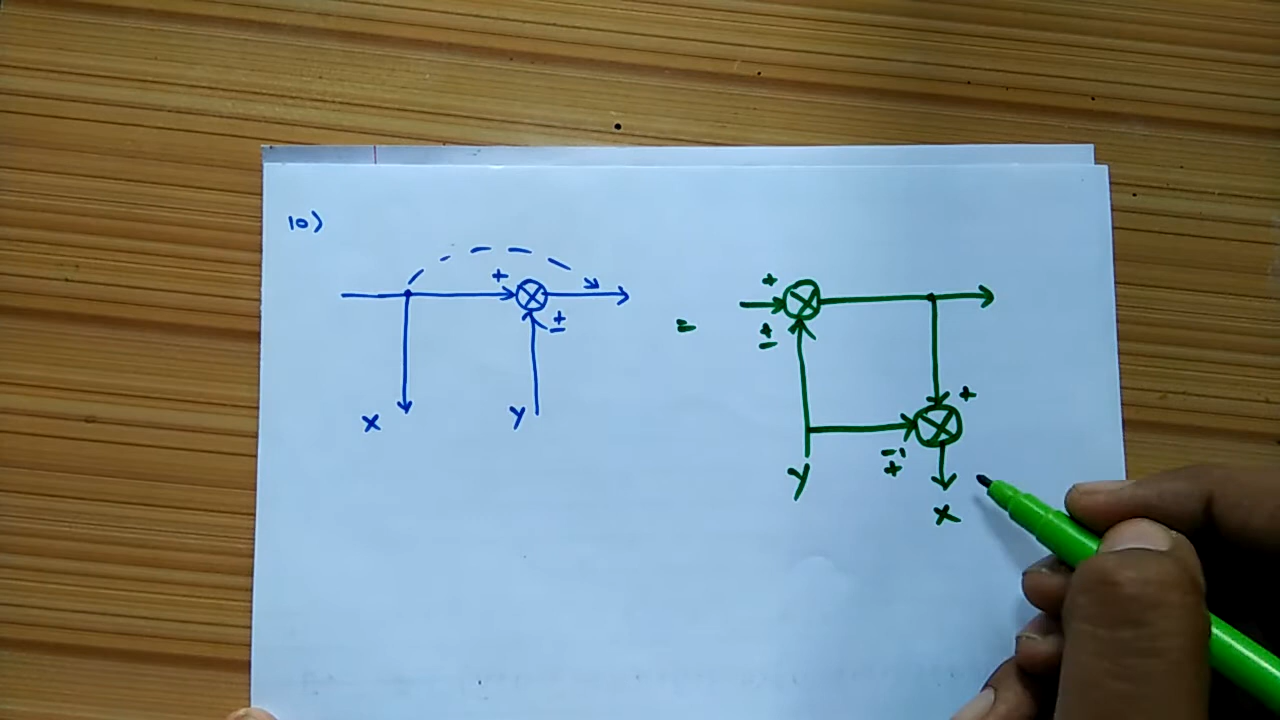 10)
+
±
x
y
=
+
±
+
∓
y
x